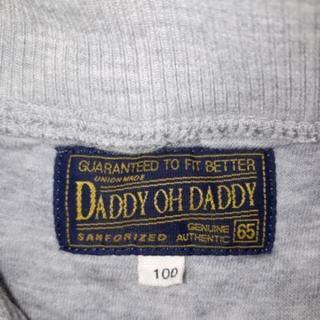 GUARANTEED TO FIT BETTER
UNION MADE
DADDY OH DADDY
SANFORIZED
GENUINE
AUTHENTIC
65
100